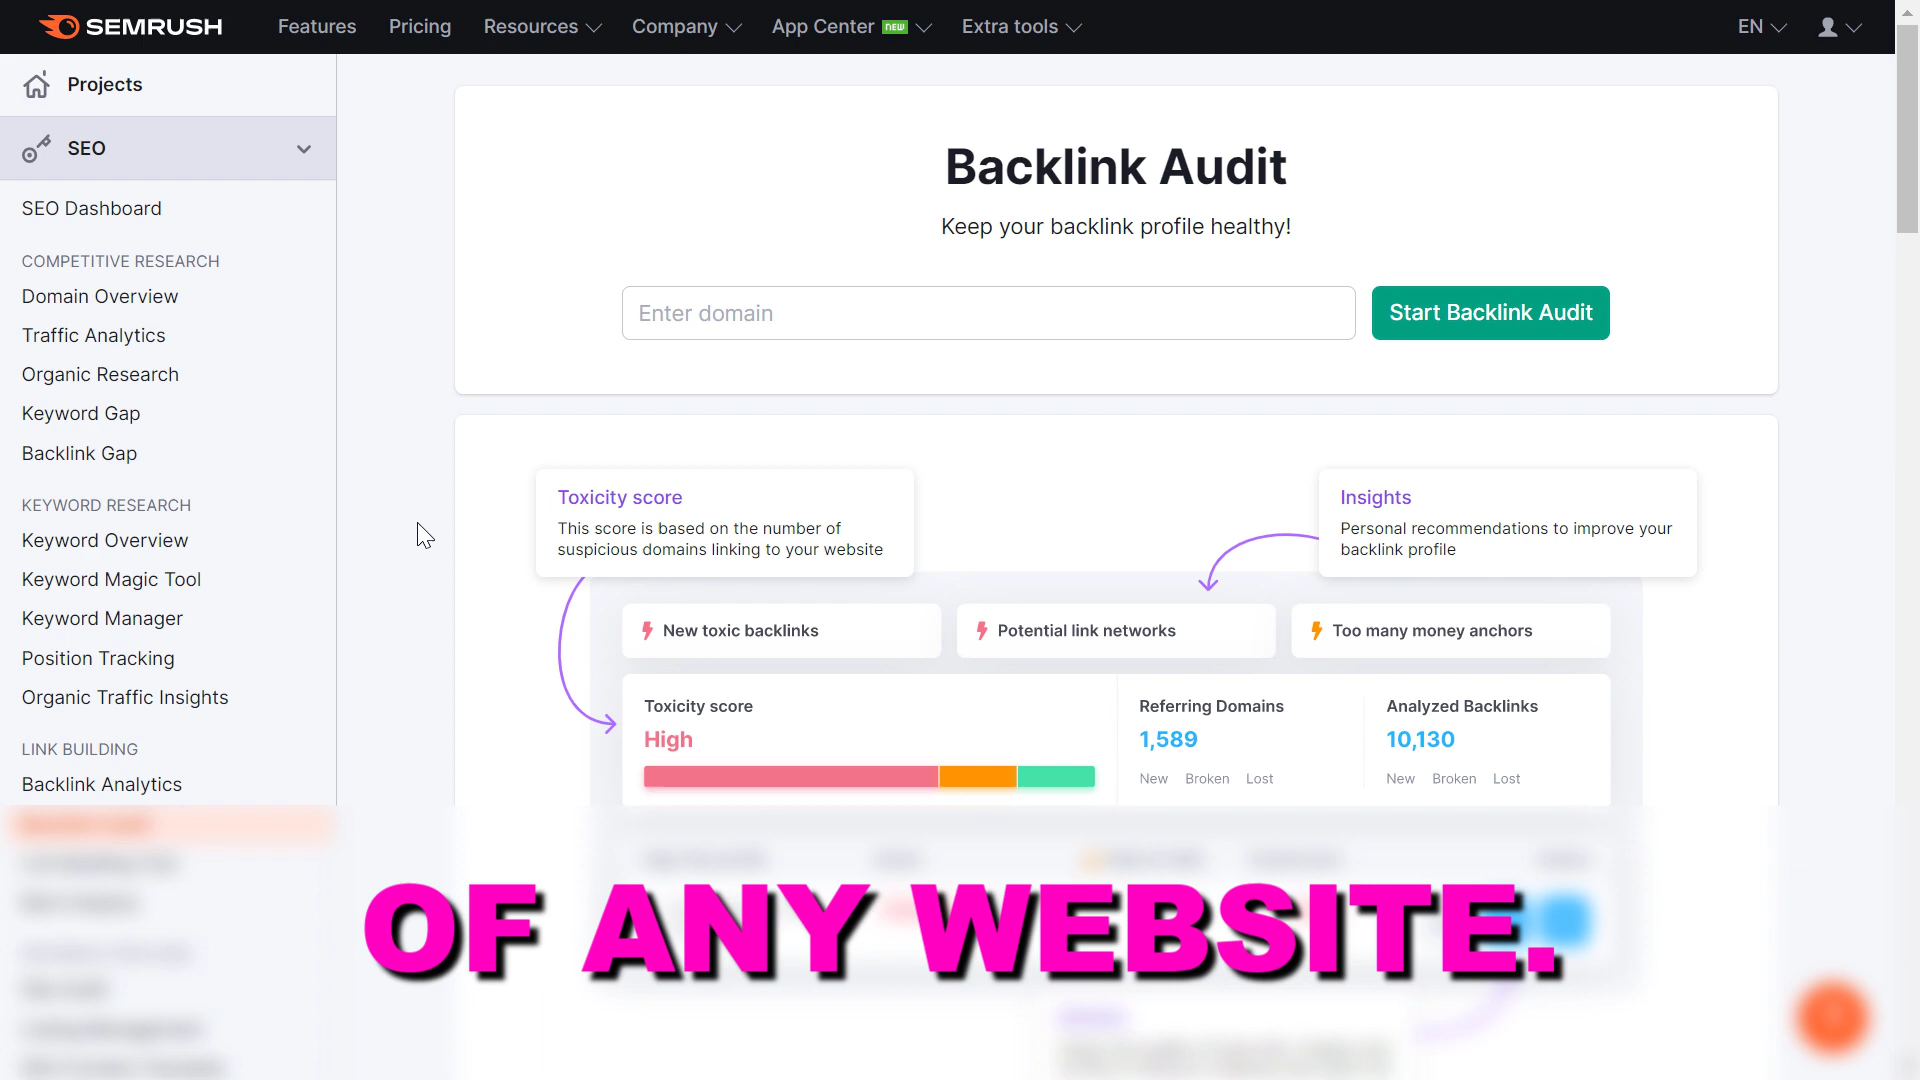 SEMRUSH
Features
Pricing
Resources
Company
App Center NEW
Extra tools
EN
Projects
SEO
SEO Dashboard
COMPETITIVE RESEARCH
Domain Overview
Traffic Analytics
Organic Research
Keyword Gap
Backlink Gap
KEYWORD RESEARCH
Keyword Overview
Keyword Magic Tool
Keyword Manager
Position Tracking
Organic Traffic Insights
LINK BUILDING
Backlink Analytics
Backlink Audit
Keep your backlink profile healthy!
Enter domain
Start Backlink Audit
Toxicity score
This score is based on the number of
suspicious domains linking to your website
Insights
Personal recommendations to improve your
backlink profile
New toxic backlinks
Potential link networks
Too many money anchors
Toxicity score
High
Referring Domains
1,589
New Broken Lost
Analyzed Backlinks
10,130
New Broken Lost
OF ANY WEBSITE.